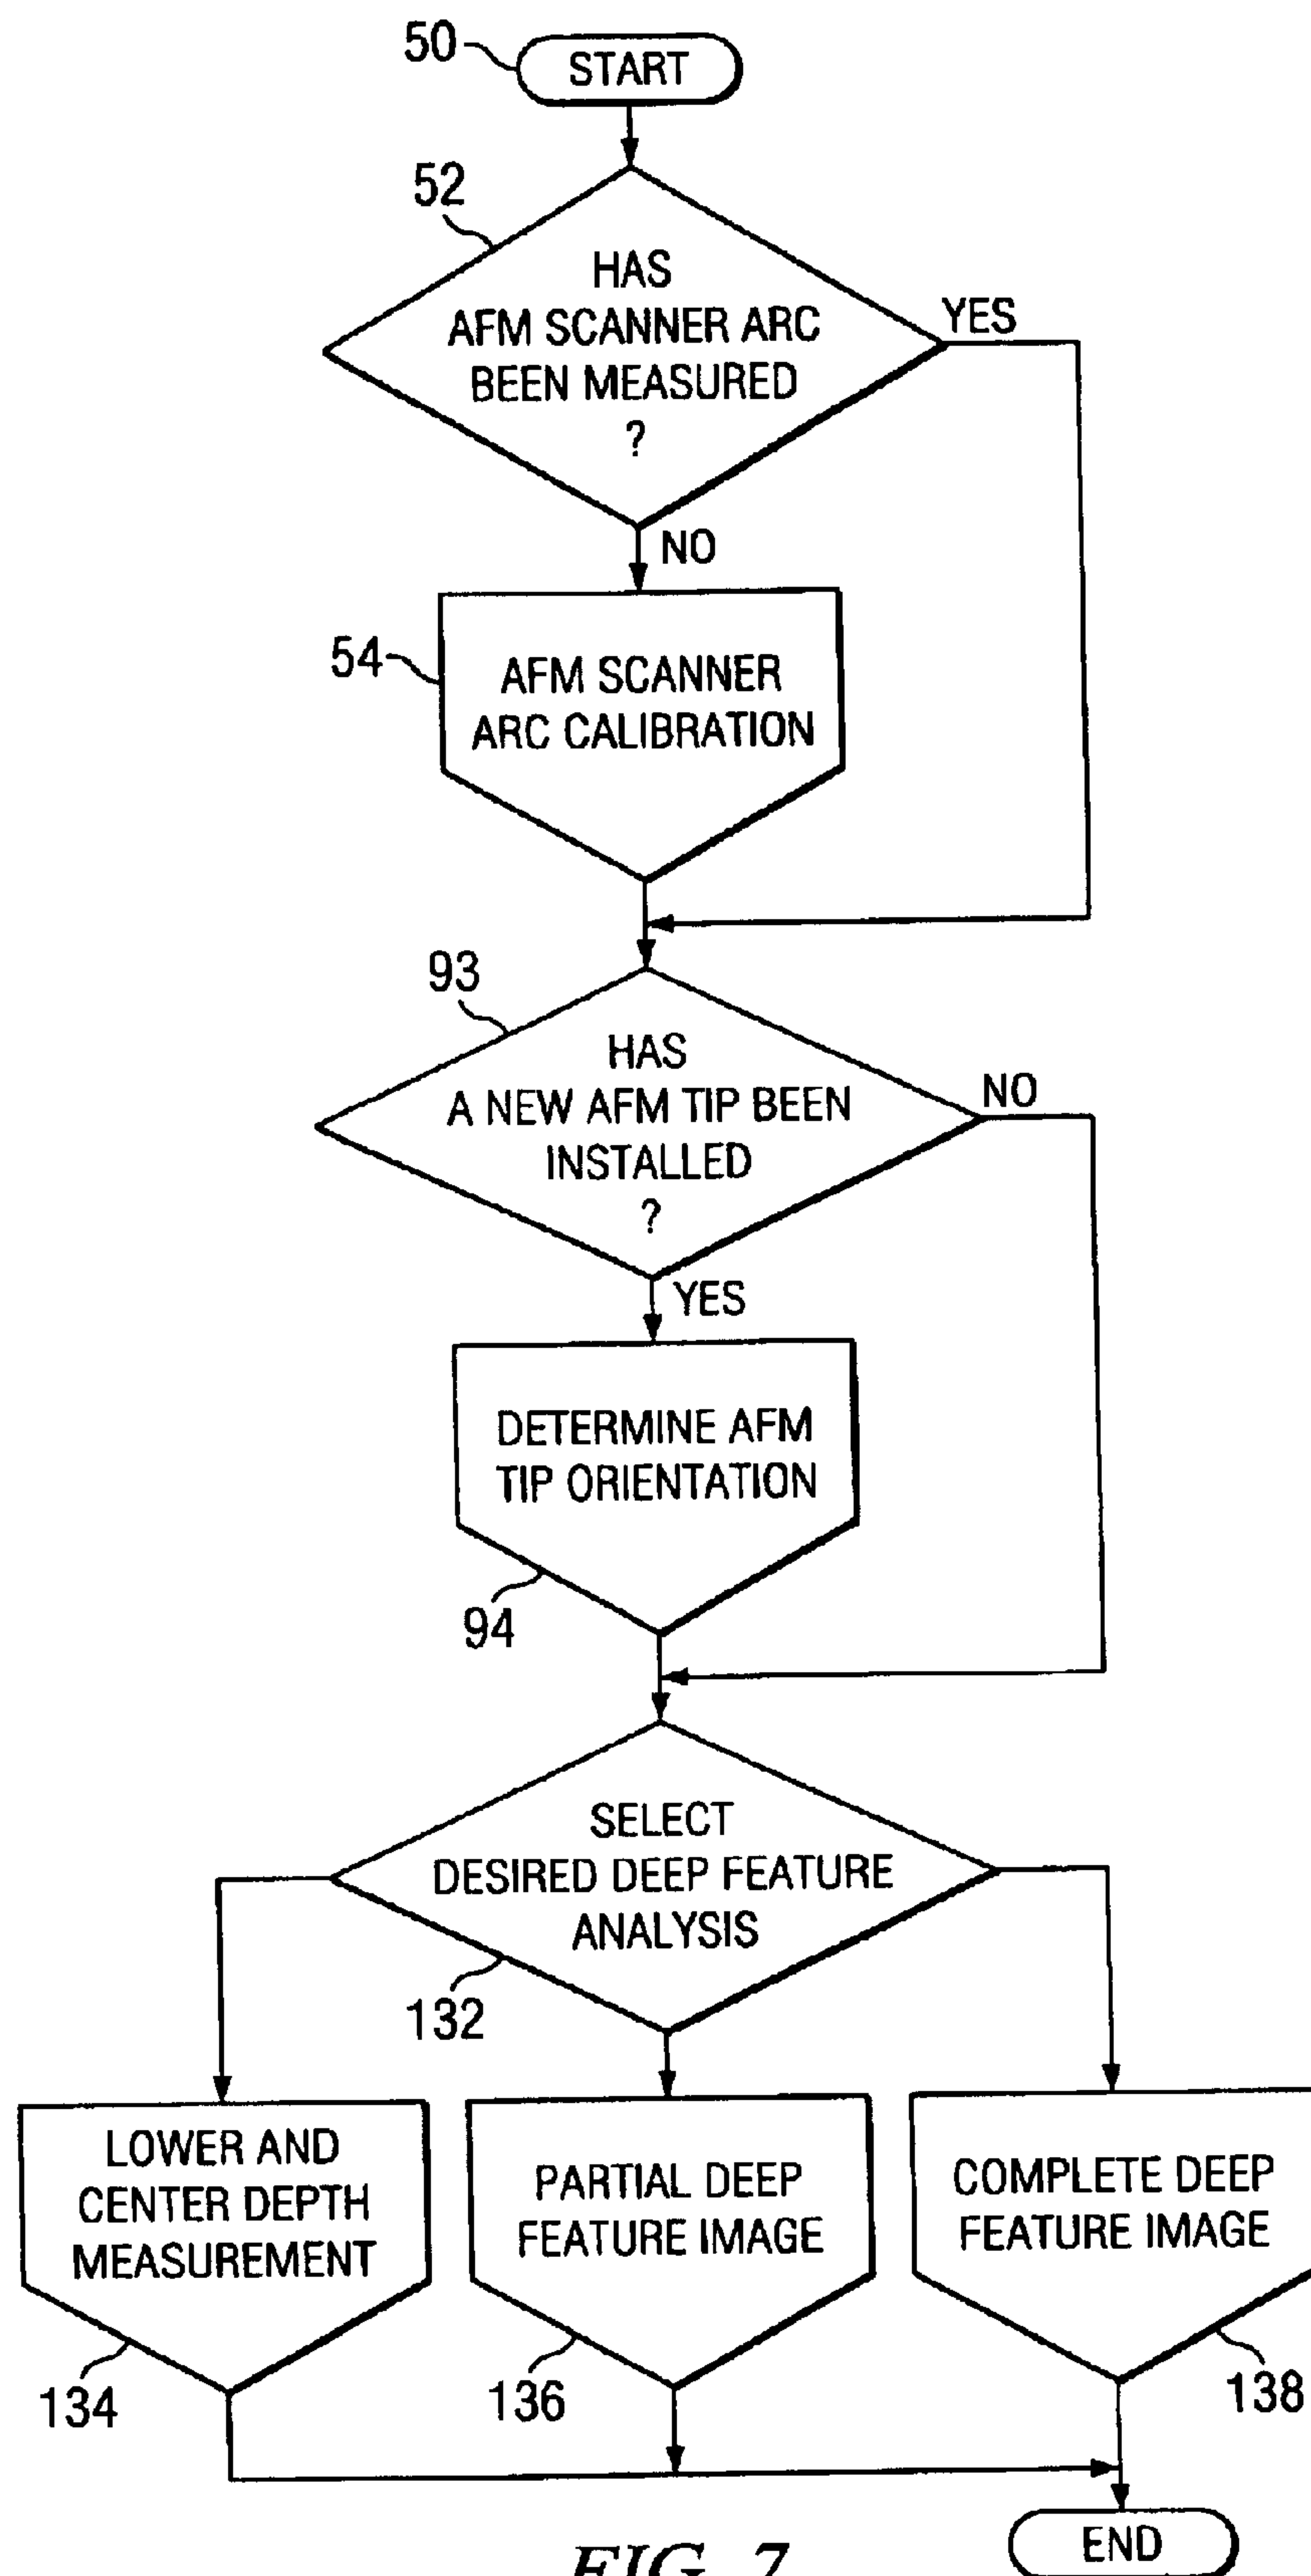 50
START
52
HAS
AFM SCANNER ARC
BEEN MEASURED
?
YES
NO
54
AFM SCANNER
ARC CALIBRATION
93
HAS
A NEW AFM TIP BEEN
INSTALLED
?
NO
YES
DETERMINE AFM
TIP ORIENTATION
94
SELECT
DESIRED DEEP FEATURE
ANALYSIS
132
LOWER AND
CENTER DEPTH
MEASUREMENT
134
PARTIAL DEEP
FEATURE IMAGE
136
COMPLETE DEEP
FEATURE IMAGE
138
END
FIG. 7